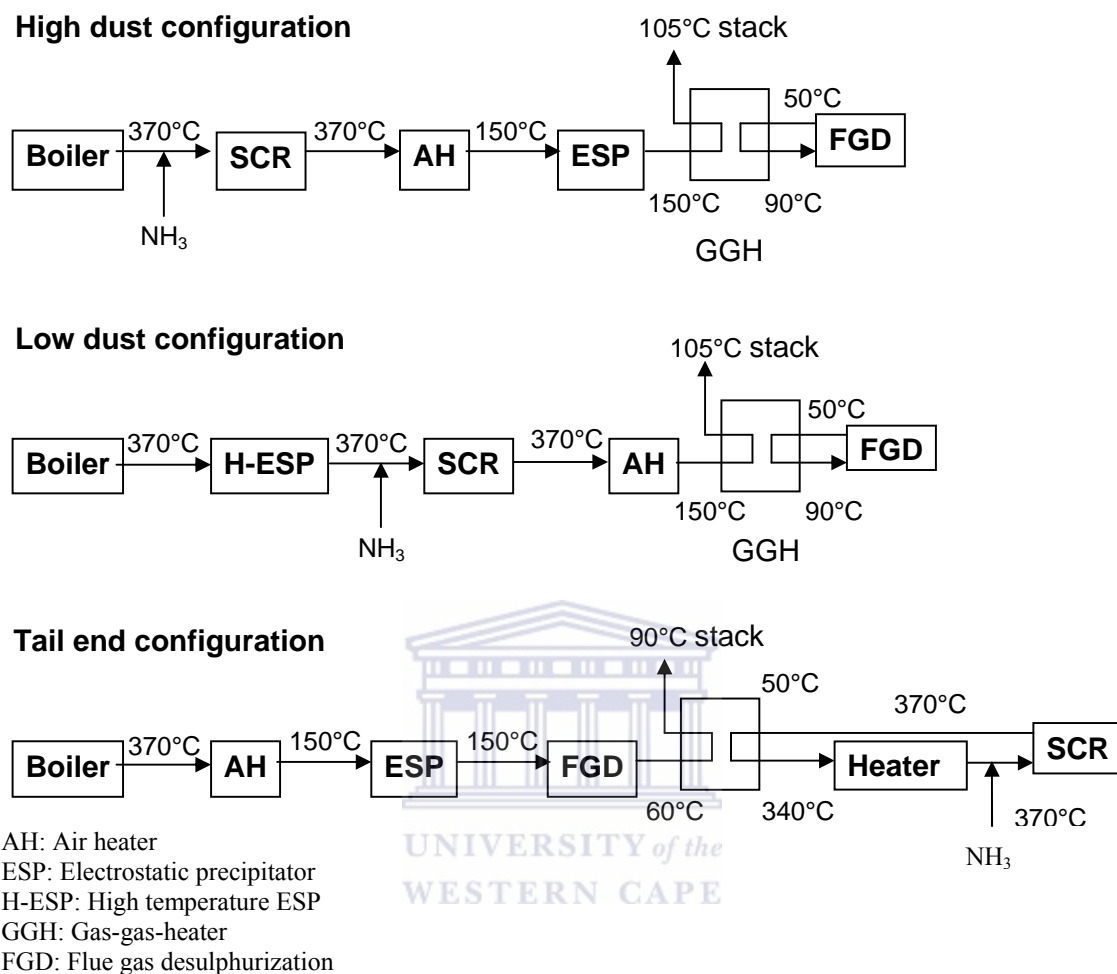 High dust configuration
105°C stack
370°C
370°C
150°C
50°C
Boiler
SCR
AH
ESP
FGD
150°C
90°C
NH₃
GGH
Low dust configuration
105°C stack
370°C
370°C
370°C
50°C
Boiler
H-ESP
SCR
AH
FGD
150°C
90°C
NH₃
GGH
Tail end configuration
90°C stack
50°C
370°C
370°C
150°C
150°C
Boiler
AH
ESP
FGD
Heater
SCR
60°C
340°C
370°C
NH₃
UNIVERSITY of the
WESTERN CAPE
AH: Air heater
ESP: Electrostatic precipitator
H-ESP: High temperature ESP
GGH: Gas-gas-heater
FGD: Flue gas desulphurization